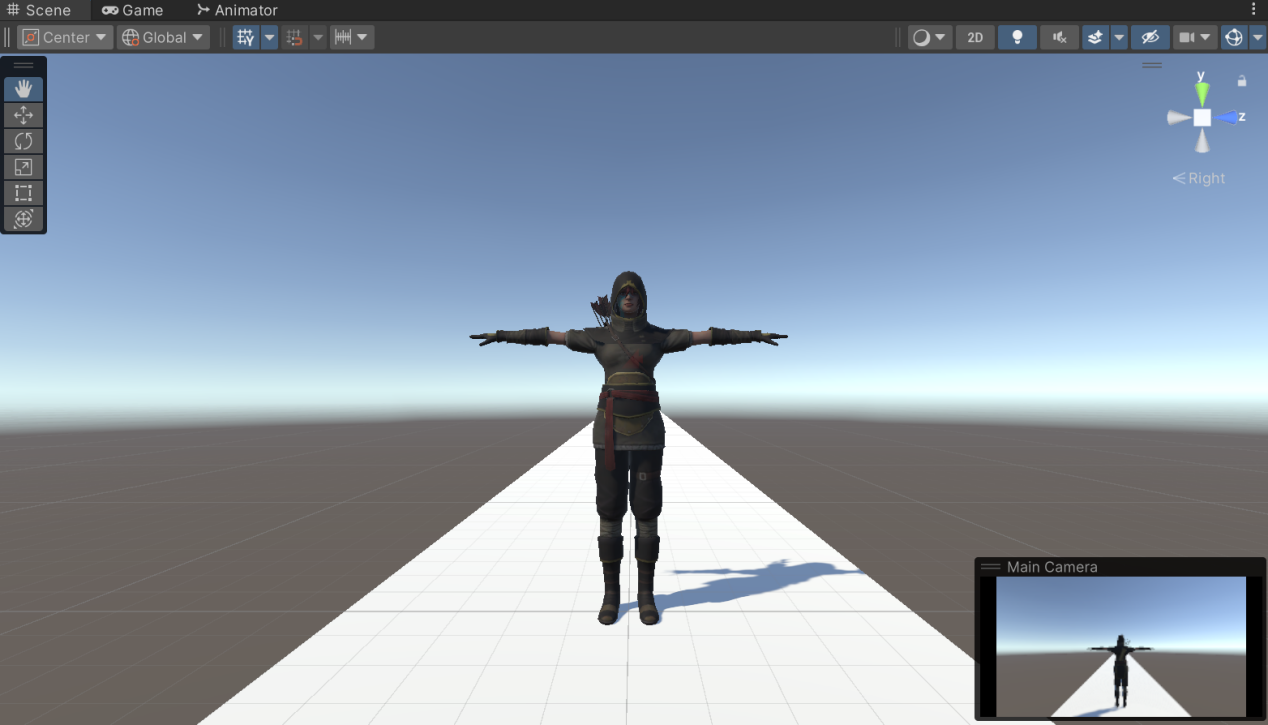 Scene Game Animator
Center Global 2D
y
z
Right
Main Camera